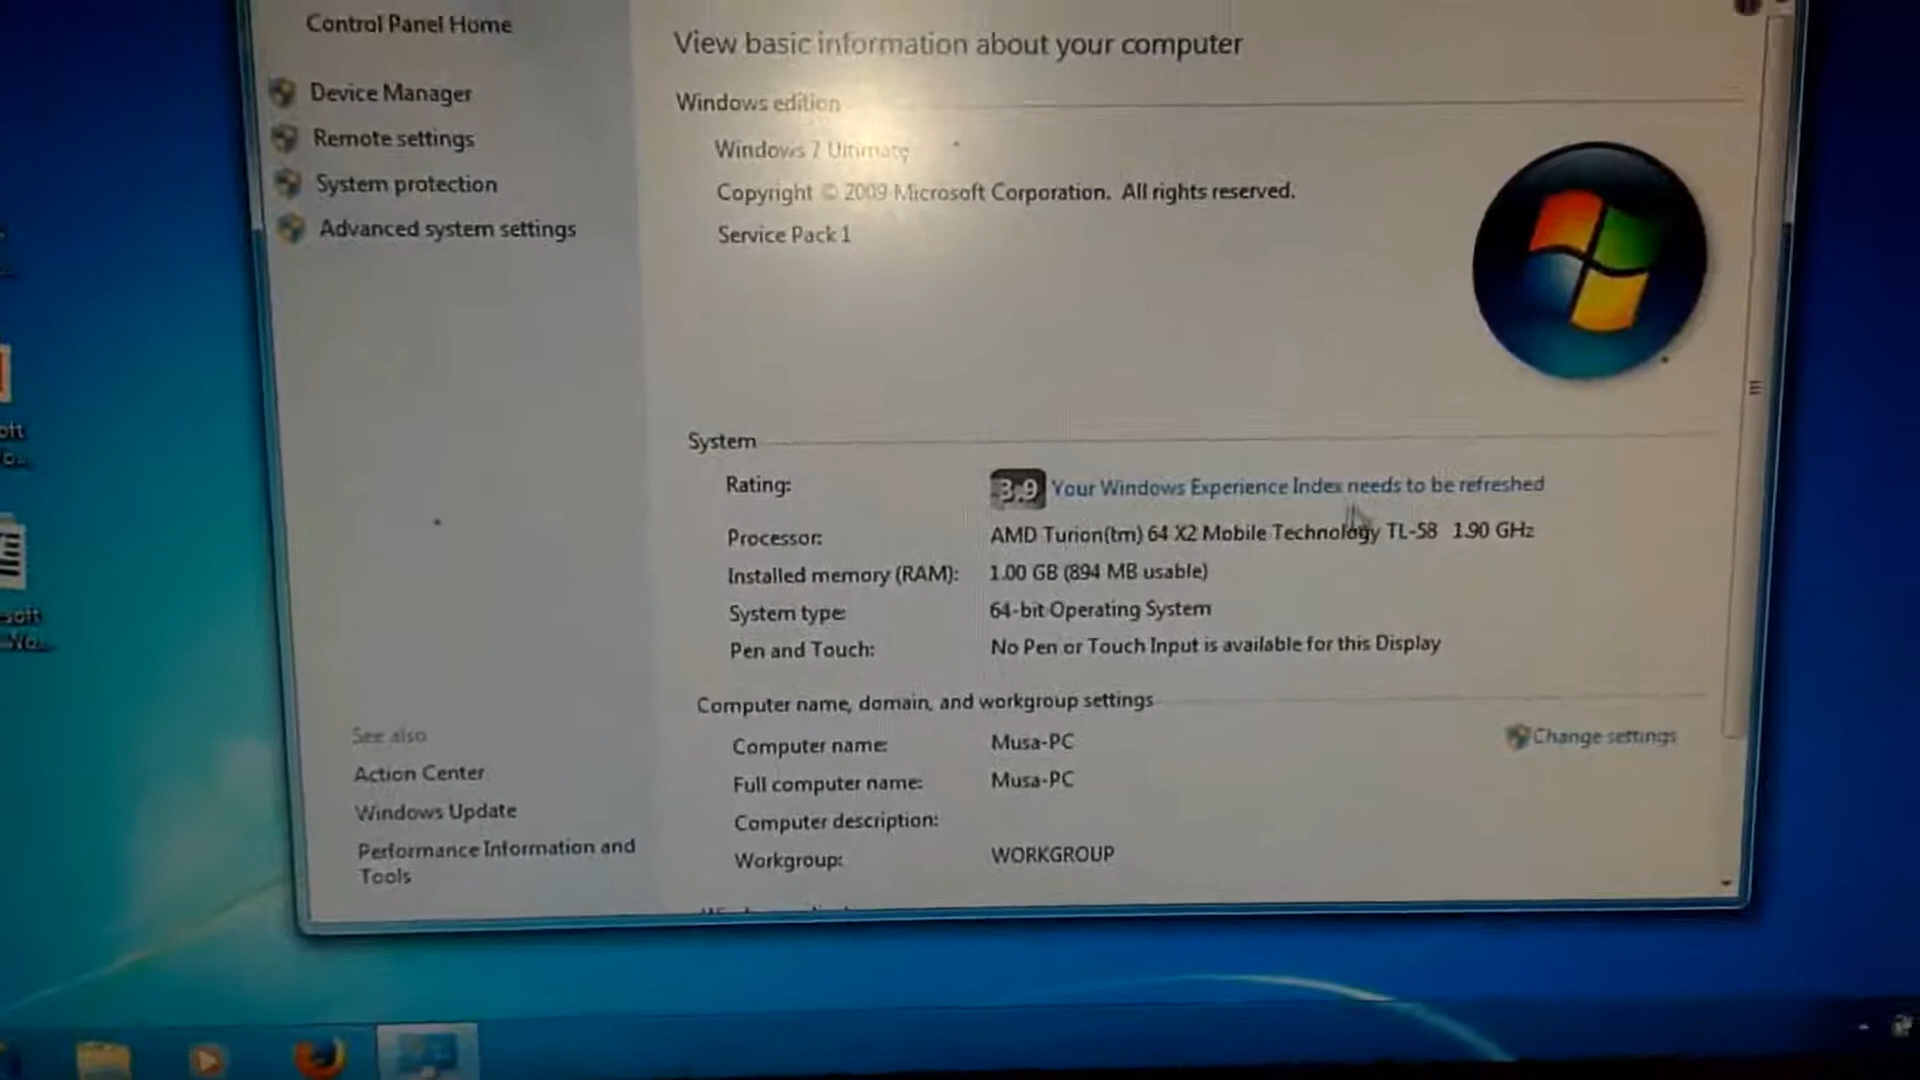 Control Panel Home
Device Manager
Remote settings
System protection
Advanced system settings
See also
Action Center
Windows Update
Performance Information and
Tools
View basic information about your computer
Windows edition
Windows 7 Ultimate
Copyright © 2009 Microsoft Corporation. All rights reserved.
Service Pack 1
System
Rating:
3.9 Your Windows Experience Index needs to be refreshed
Processor: AMD Turion(tm) 64 X2 Mobile Technology TL-58 1.90 GHz
Installed memory (RAM): 1.00 GB (894 MB usable)
System type: 64-bit Operating System
Pen and Touch: No Pen or Touch Input is available for this Display
Computer name, domain, and workgroup settings
Computer name: Musa-PC
Change settings
Full computer name: Musa-PC
Computer description:
Workgroup: WORKGROUP